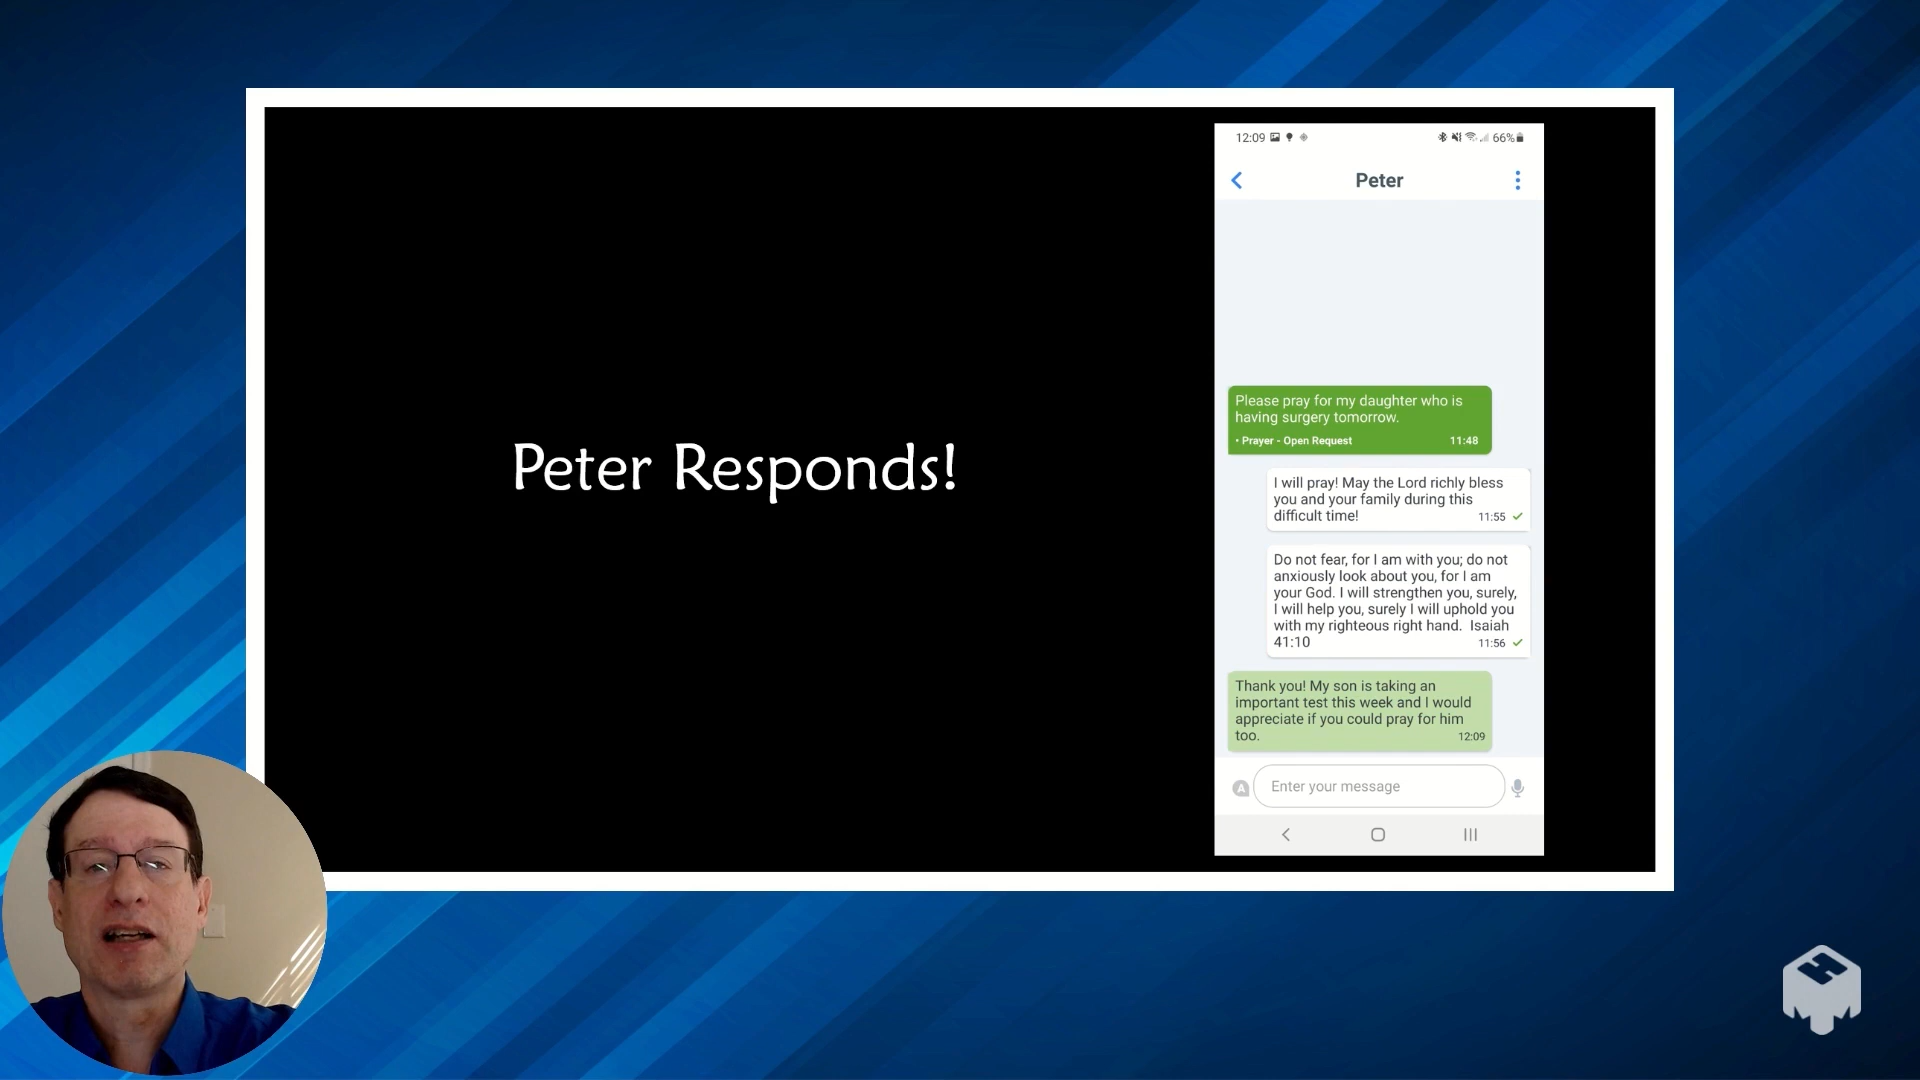 Peter Responds!
12:09
66%
Peter
Please pray for my daughter who is
having surgery tomorrow.
• Prayer - Open Request 11:48
I will pray! May the Lord richly bless
you and your family during this
difficult time! 11:55
Do not fear, for I am with you; do not
anxiously look about you, for I am
your God. I will strengthen you, surely,
I will help you, surely I will uphold you
with my righteous right hand. Isaiah
41:10 11:56
Thank you! My son is taking an
important test this week and I would
appreciate if you could pray for him
too. 12:09
A
Enter your message